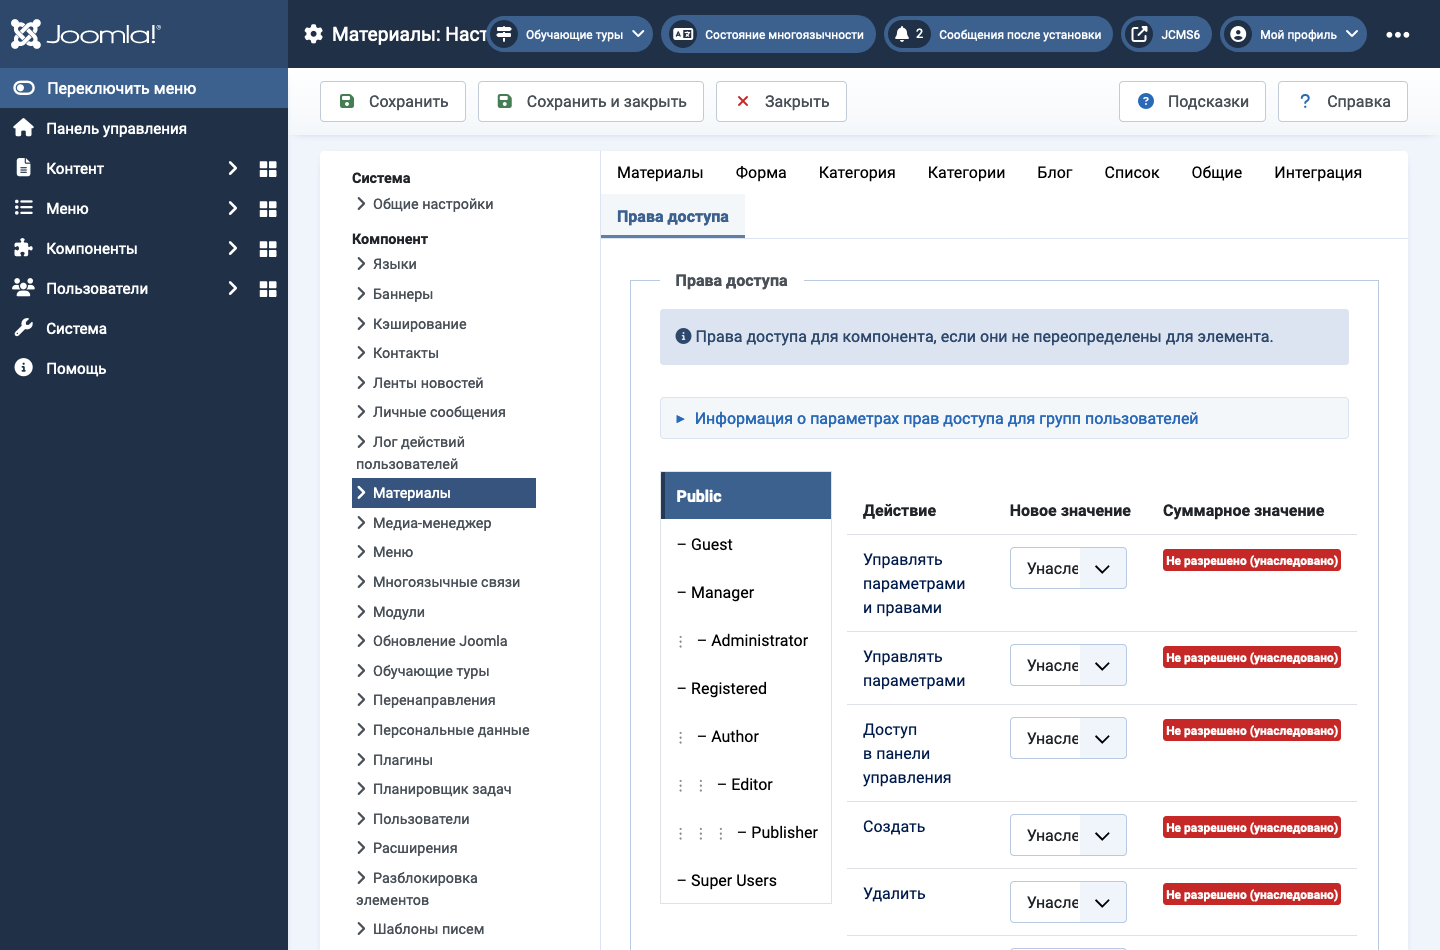 Joomla!
Материалы: Наст
Обучающие туры
Состояние многоязычности
2 Сообщения после установки
JCMS6
Мой профиль
Переключить меню
Панель управления
Контент
Меню
Компоненты
Пользователи
Система
Помощь
Сохранить
Сохранить и закрыть
Закрыть
Подсказки
Справка
Система
Общие настройки
Компонент
Языки
Баннеры
Кэширование
Контакты
Ленты новостей
Личные сообщения
Лог действий
пользователей
Материалы
Медиа-менеджер
Меню
Многоязычные связи
Модули
Обновление Joomla
Обучающие туры
Перенаправления
Персональные данные
Плагины
Планировщик задач
Пользователи
Расширения
Разблокировка
элементов
Шаблоны писем
Материалы
Форма
Категория
Категории
Блог
Список
Общие
Интеграция
Права доступа
Права доступа
Права доступа для компонента, если они не переопределены для элемента.
Информация о параметрах прав доступа для групп пользователей
Public
– Guest
– Manager
– Administrator
– Registered
– Author
– Editor
– Publisher
– Super Users
Действие
Новое значение
Суммарное значение
Управлять
параметрами
и правами
Унасле
Не разрешено (унаследовано)
Управлять
параметрами
Унасле
Не разрешено (унаследовано)
Доступ
в панели
управления
Унасле
Не разрешено (унаследовано)
Создать
Унасле
Не разрешено (унаследовано)
Удалить
Унасле
Не разрешено (унаследовано)